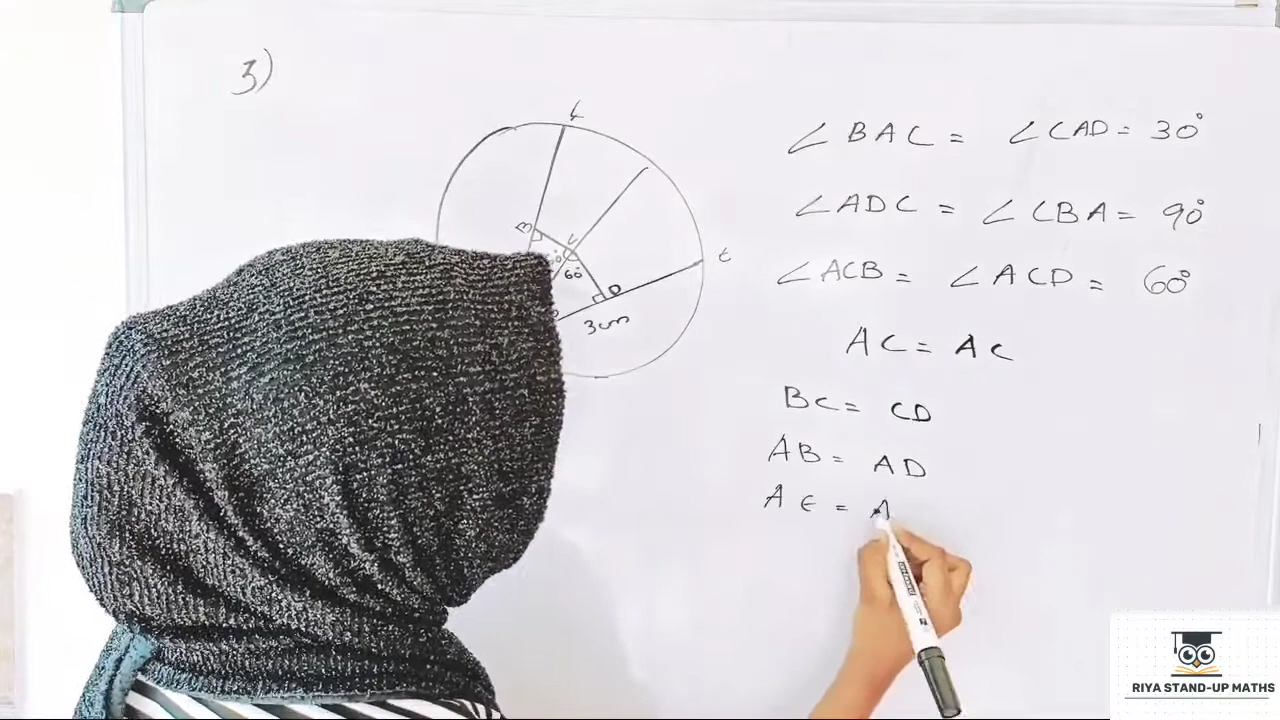 3)
∠BAC = ∠CAD = 30°
∠ADC = ∠CBA = 90°
∠ACB = ∠ACD = 60°
AC = AC
BC = CD
AB = AD
AE = A
B
C
60°
D
3cm
RIYA STAND-UP MATHS